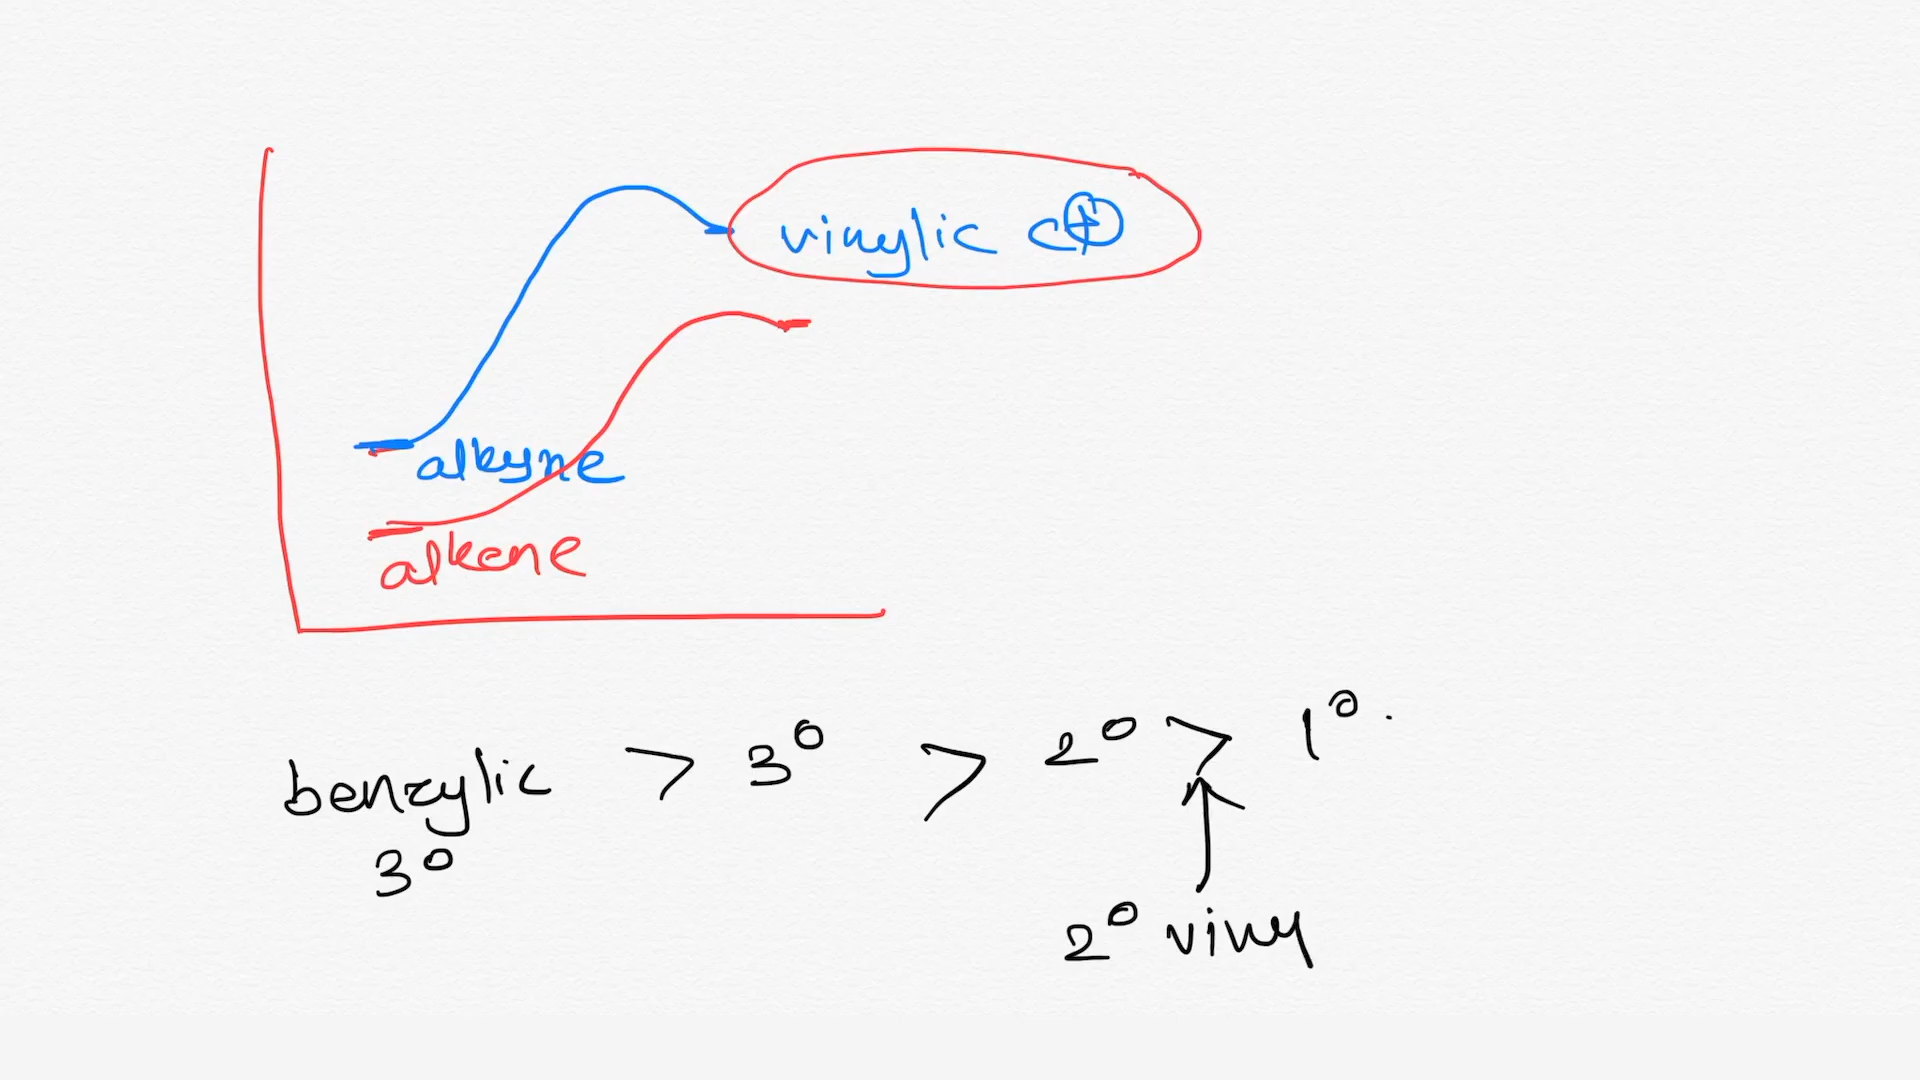 vinylic C⊕
alkyne
alkene
benzylic > 3° > 2° > 1°.
3°
2° viny